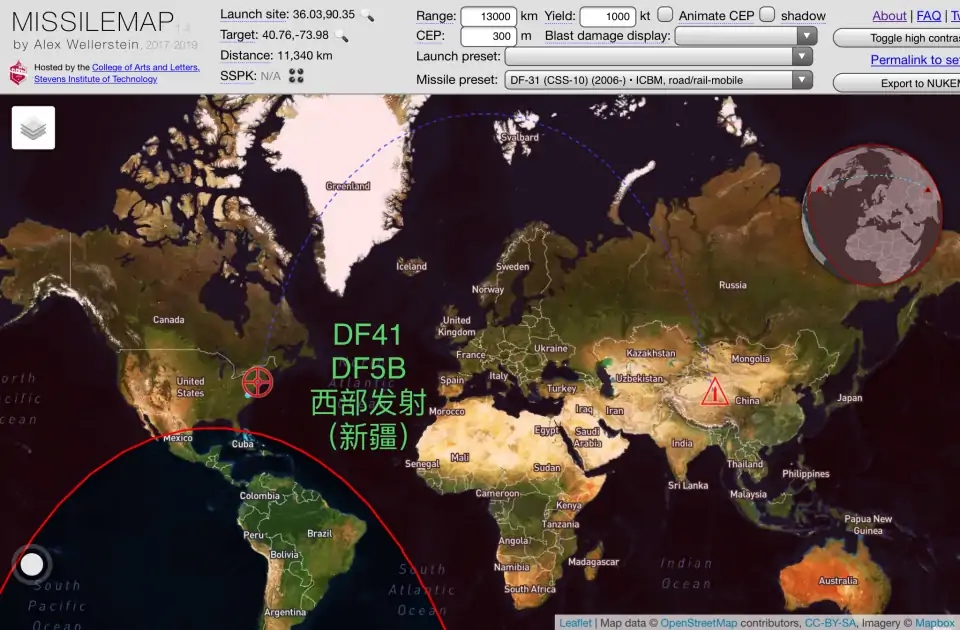 MISSILEMAP 1.4
by Alex Wellerstein, 2017-2019
Hosted by the College of Arts and Letters,
Stevens Institute of Technology
Launch site: 36.03,90.35
Target: 40.76,-73.98
Distance: 11,340 km
SSPK: N/A
Range: 13000 km Yield: 1000 kt Animate CEP shadow
CEP: 300 m Blast damage display:
Launch preset:
Missile preset: DF-31 (CSS-10) (2006-) • ICBM, road/rail-mobile
About | FAQ | Tw
Toggle high contras
Permalink to se
Export to NUKEM
Svalbard
Greenland
Iceland
Sweden
Russia
Norway
Canada
United
Kingdom
Ukraine
France
Kazakhstan
Mongolia
Italy
United
States
Spain
Turkey
Uzbekistan
China
Japan
DF41
DF5B
西部发射
(新疆)
Atlantic
Ocean
North
Pacific
Ocean
Morocco
Iraq
Iran
Mexico
Cuba
Egypt
Saudi
Arabia
India
Mali
Senegal
Sudan
Thailand
Philippines
Sri Lanka
Malaysia
Colombia
Cameroon
Kenya
Tanzania
Papua New
Guinea
Peru
Brazil
Angola
Bolivia
Namibia
Madagascar
Indian
Ocean
South Africa
Australia
South
Pacific
Ocean
South
Atlantic
Ocean
Argentina
Leaflet | Map data © OpenStreetMap contributors, CC-BY-SA, Imagery © Mapbox